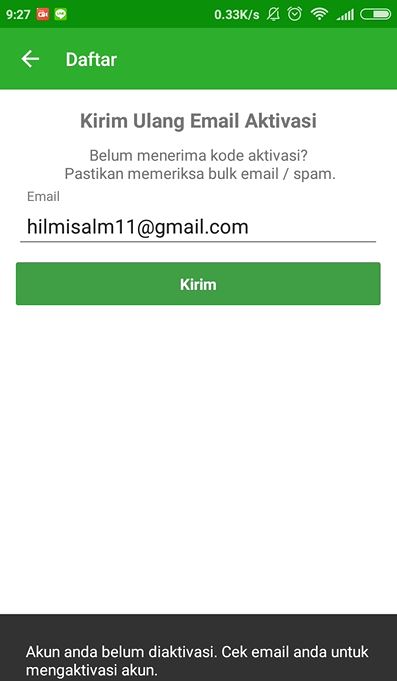 9:27 0.33K/s
Daftar
Kirim Ulang Email Aktivasi
Belum menerima kode aktivasi?
Pastikan memeriksa bulk email / spam.
Email
hilmisalm11@gmail.com
Kirim
Akun anda belum diaktivasi. Cek email anda untuk
mengaktivasi akun.